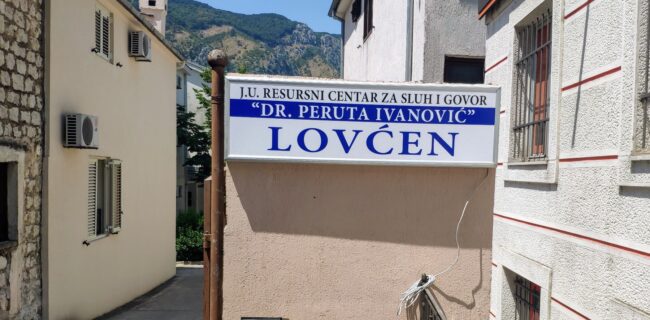 J.U. RESURSNI CENTAR ZA SLUH I GOVOR
“DR. PERUTA IVANOVIĆ”
LOVĆEN